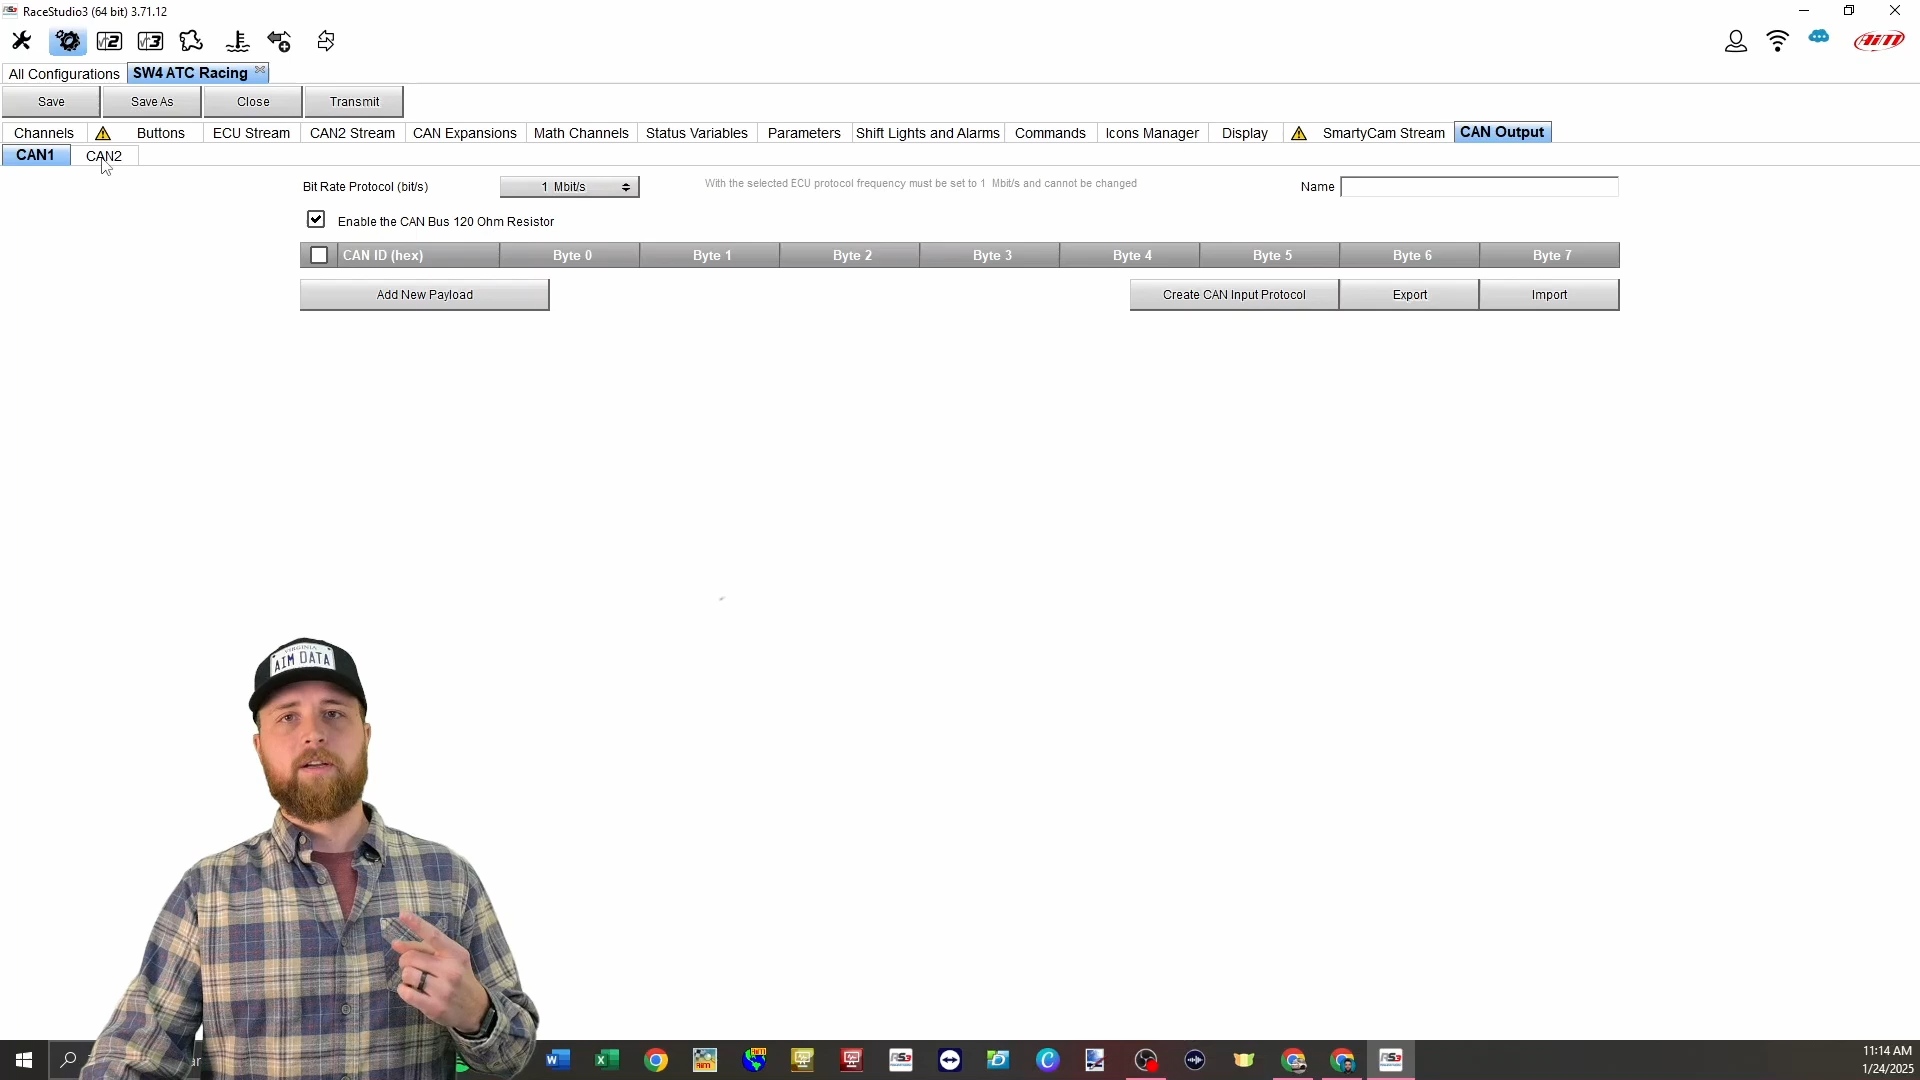 RaceStudio3 (64 bit) 3.71.12
All Configurations SW4 ATC Racing
Save Save As Close Transmit
Channels Buttons ECU Stream CAN2 Stream CAN Expansions Math Channels Status Variables Parameters Shift Lights and Alarms Commands Icons Manager Display SmartyCam Stream CAN Output
CAN1 CAN2
Bit Rate Protocol (bit/s) 1 Mbit/s With the selected ECU protocol frequency must be set to 1 Mbit/s and cannot be changed Name
Enable the CAN Bus 120 Ohm Resistor
CAN ID (hex) Byte 0 Byte 1 Byte 2 Byte 3 Byte 4 Byte 5 Byte 6 Byte 7
Add New Payload Create CAN Input Protocol Export Import
VIRGINIA
AIM DATA
11:14 AM
1/24/2025